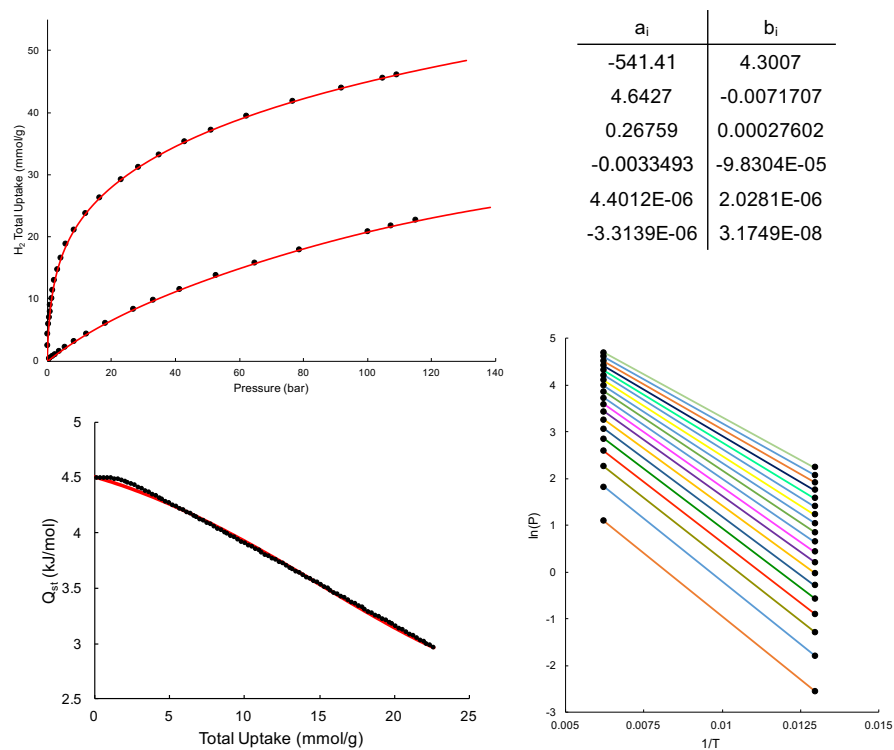 50
40
30
20
10
0
H₂ Total Uptake (mmol/g)
0 20 40 60 80 100 120 140
Pressure (bar)
aᵢ bᵢ
-541.41 4.3007
4.6427 -0.0071707
0.26759 0.00027602
-0.0033493 -9.8304E-05
4.4012E-06 2.0281E-06
-3.3139E-06 3.1749E-08
5
4.5
4
3.5
3
2.5
Qst (kJ/mol)
0 5 10 15 20 25
Total Uptake (mmol/g)
5
4
3
2
1
0
-1
-2
-3
ln(P)
0.005 0.0075 0.01 0.0125 0.015
1/T